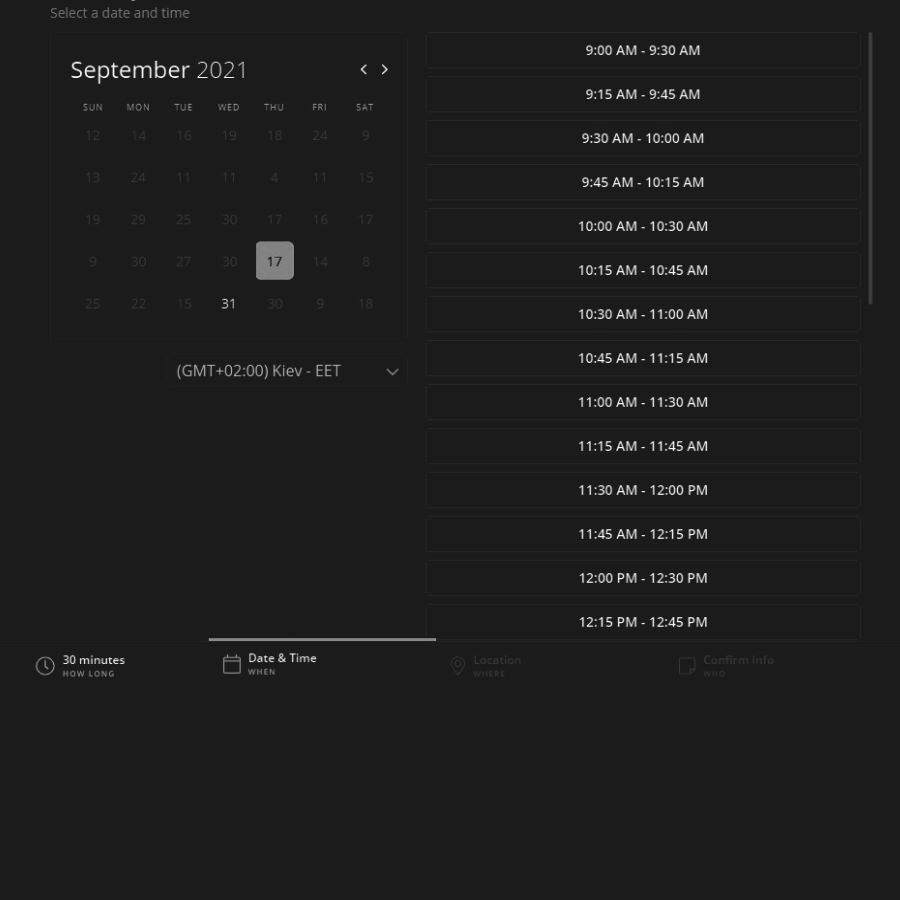 Select a date and time
September 2021
SUN MON TUE WED THU FRI SAT
12 14 16 19 18 24 9
13 24 11 11 4 11 15
19 29 25 30 17 16 17
9 30 27 30 17 14 8
25 22 15 31 30 9 18
(GMT+02:00) Kiev - EET
9:00 AM - 9:30 AM
9:15 AM - 9:45 AM
9:30 AM - 10:00 AM
9:45 AM - 10:15 AM
10:00 AM - 10:30 AM
10:15 AM - 10:45 AM
10:30 AM - 11:00 AM
10:45 AM - 11:15 AM
11:00 AM - 11:30 AM
11:15 AM - 11:45 AM
11:30 AM - 12:00 PM
11:45 AM - 12:15 PM
12:00 PM - 12:30 PM
12:15 PM - 12:45 PM
30 minutes
HOW LONG
Date & Time
WHEN
Location
WHERE
Confirm Info
WHO